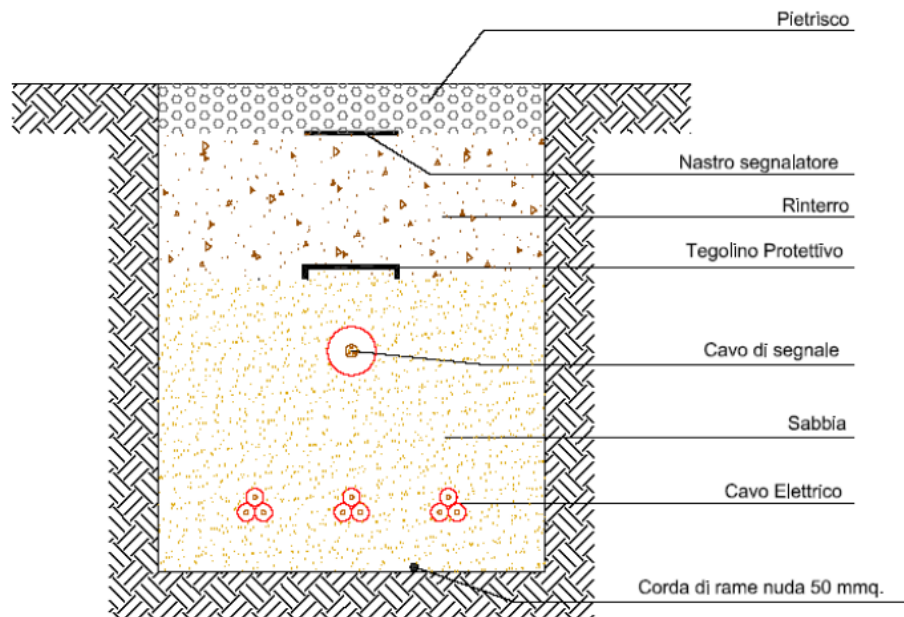 Pietrisco
Nastro segnalatore
Rinterro
Tegolino Protettivo
Cavo di segnale
Sabbia
Cavo Elettrico
Corda di rame nuda 50 mmq.